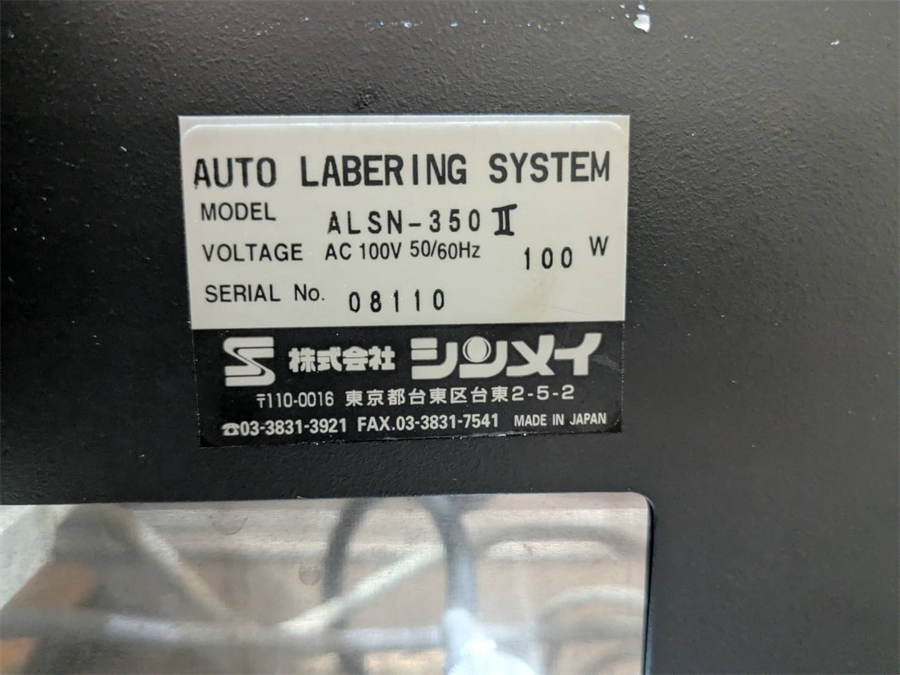 AUTO LABERING SYSTEM
MODEL ALSN-350Ⅱ
VOLTAGE AC 100V 50/60Hz 100 W
SERIAL No. 08110
株式会社 シンメイ
〒110-0016 東京都台東区台東2-5-2
☎03-3831-3921 FAX.03-3831-7541 MADE IN JAPAN